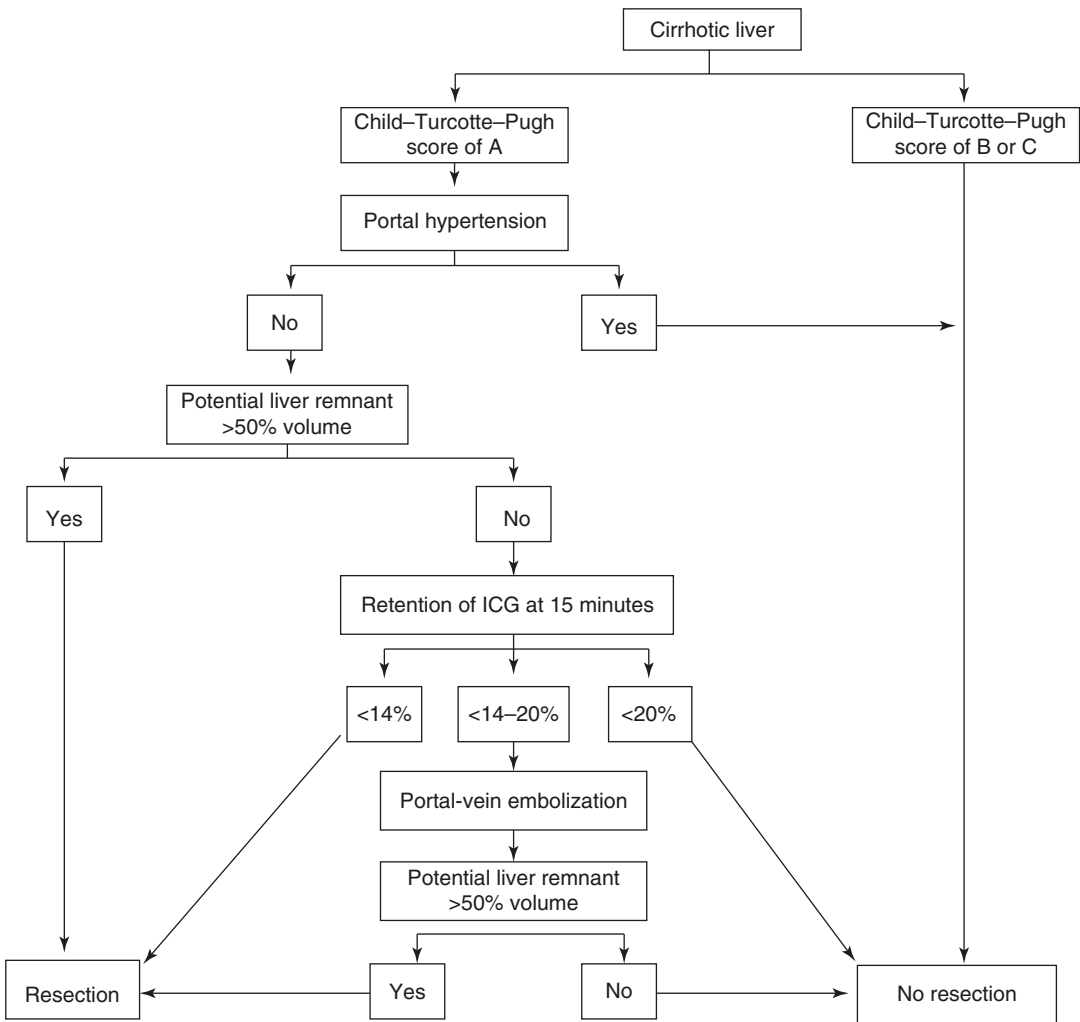 Cirrhotic liver
Child–Turcotte–Pugh
score of A
Child–Turcotte–Pugh
score of B or C
Portal hypertension
No
Yes
Potential liver remnant
>50% volume
Yes
No
Retention of ICG at 15 minutes
<14%
<14–20%
<20%
Portal-vein embolization
Potential liver remnant
>50% volume
Resection
Yes
No
No resection